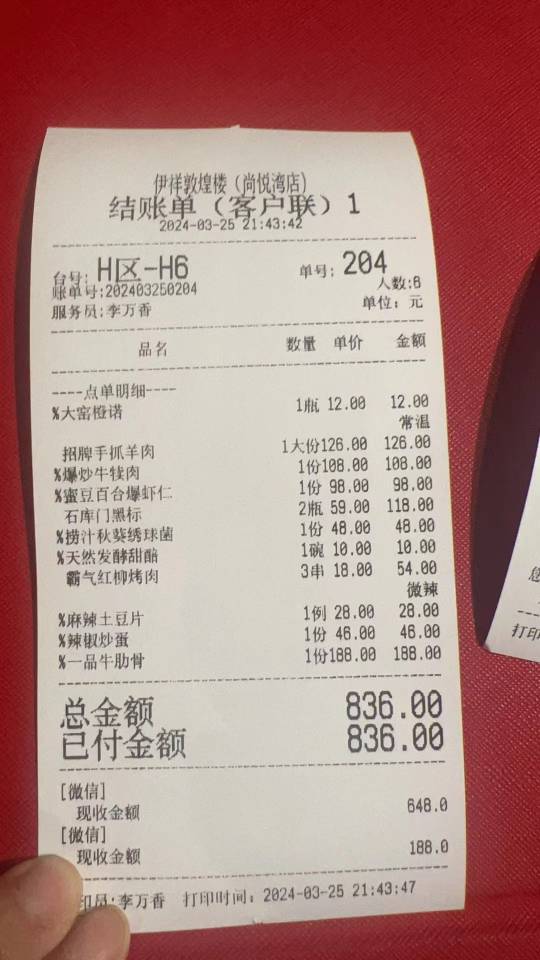 伊祥敦煌楼（尚悦湾店）
结账单（客户联）1
2024-03-25 21:43:42
台号: H区-H6 单号: 204
账单号:202403250204 人数:6
服务员:李万香 单位: 元
品名 数量 单价 金额
----点单明细----
%大窑橙诺 1瓶 12.00 12.00
常温
招牌手抓羊肉 1大份126.00 126.00
%爆炒牛犊肉 1份108.00 108.00
%蜜豆百合爆虾仁 1份 98.00 98.00
石库门黑标 2瓶 59.00 118.00
%捞汁秋葵绣球菌 1份 48.00 48.00
%天然发酵甜醅 1碗 10.00 10.00
霸气红柳烤肉 3串 18.00 54.00
微辣
%麻辣土豆片 1例 28.00 28.00
%辣椒炒蛋 1份 46.00 46.00
%一品牛肋骨 1份188.00 188.00
总金额 836.00
已付金额 836.00
[微信]
现收金额 648.0
[微信]
现收金额 188.0
印员:李万香 打印时间: 2024-03-25 21:43:47
打印